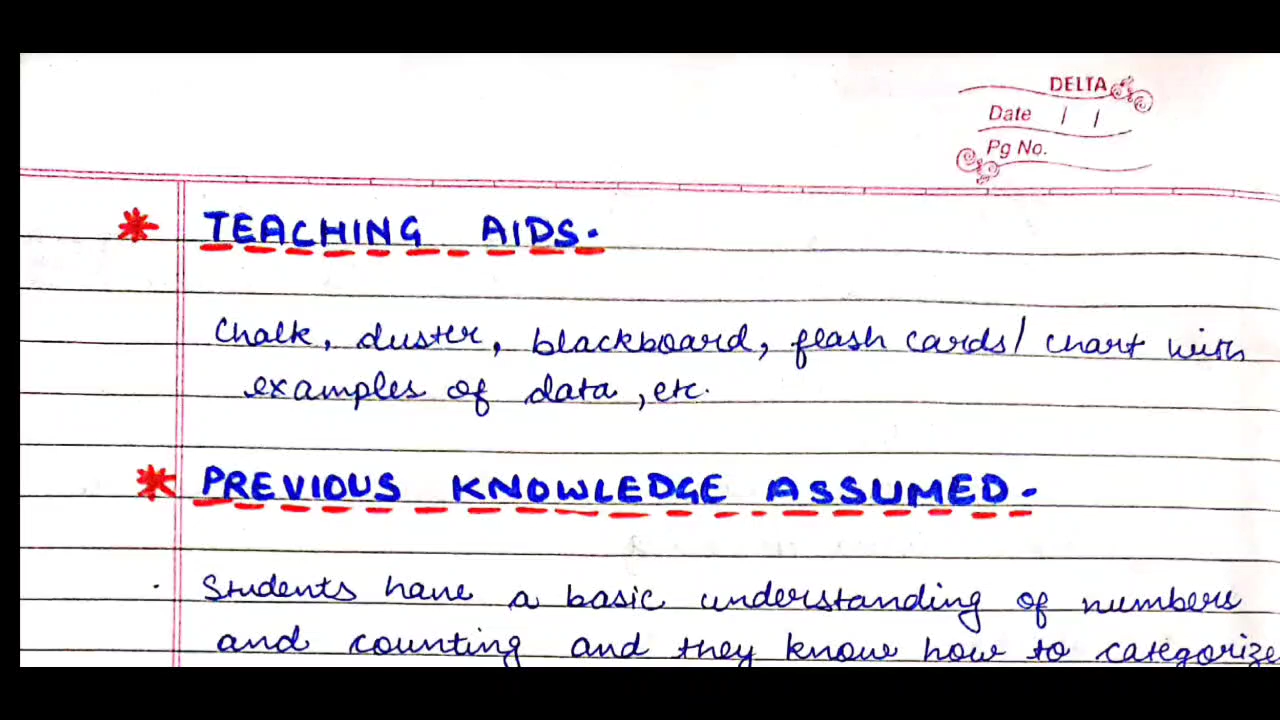 DELTA
Date / /
Pg No.
* TEACHING AIDS.
Chalk, duster, blackboard, flash cards/ chart with
examples of data, etc.
* PREVIOUS KNOWLEDGE ASSUMED.
. Students have a basic understanding of numbers
and counting and they know how to categorize